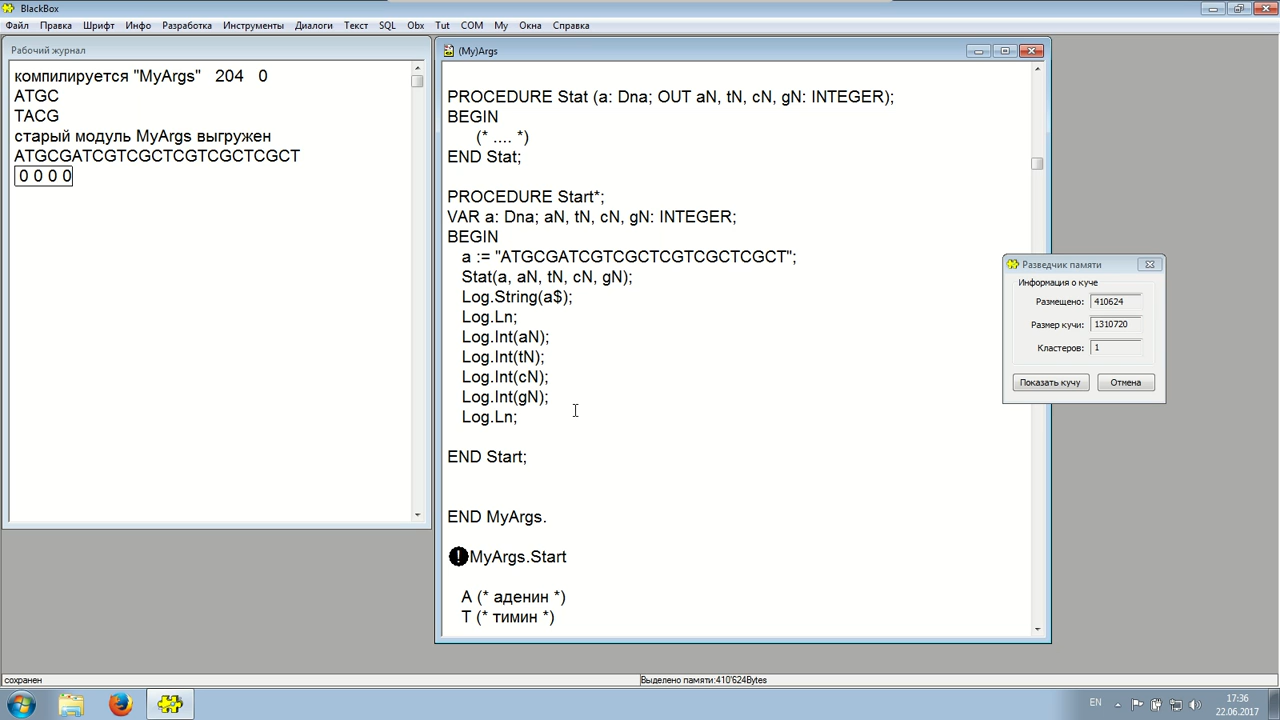 BlackBox
Файл Правка Шрифт Инфо Разработка Инструменты Диалоги Текст SQL Obx Tut COM My Окна Справка
Рабочий журнал
компилируется "MyArgs" 204 0
ATGC
TACG
старый модуль MyArgs выгружен
ATGCGATCGTCGCTCGTCGCTCGCT
0 0 0 0
(My)Args
PROCEDURE Stat (a: Dna; OUT aN, tN, cN, gN: INTEGER);
BEGIN
(* .... *)
END Stat;
PROCEDURE Start*;
VAR a: Dna; aN, tN, cN, gN: INTEGER;
BEGIN
a := "ATGCGATCGTCGCTCGTCGCTCGCT";
Stat(a, aN, tN, cN, gN);
Log.String(a$);
Log.Ln;
Log.Int(aN);
Log.Int(tN);
Log.Int(cN);
Log.Int(gN);
Log.Ln;
END Start;
END MyArgs.
!MyArgs.Start
A (* аденин *)
T (* тимин *)
Разведчик памяти
Информация о куче
Размещено: 410624
Размер кучи: 1310720
Кластеров: 1
Показать кучу Отмена
сохранен Выделено памяти:410'624Bytes
EN 17:36
22.06.2017